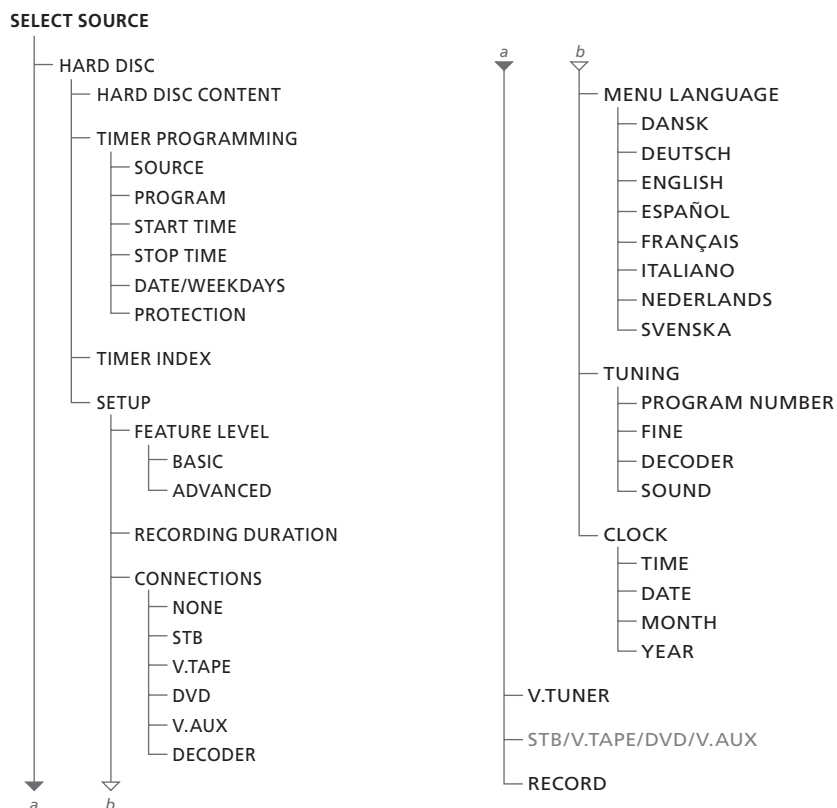 SELECT SOURCE
HARD DISC
HARD DISC CONTENT
TIMER PROGRAMMING
SOURCE
PROGRAM
START TIME
STOP TIME
DATE/WEEKDAYS
PROTECTION
TIMER INDEX
SETUP
FEATURE LEVEL
BASIC
ADVANCED
RECORDING DURATION
CONNECTIONS
NONE
STB
V.TAPE
DVD
V.AUX
DECODER
a b
a b
MENU LANGUAGE
DANSK
DEUTSCH
ENGLISH
ESPAÑOL
FRANÇAIS
ITALIANO
NEDERLANDS
SVENSKA
TUNING
PROGRAM NUMBER
FINE
DECODER
SOUND
CLOCK
TIME
DATE
MONTH
YEAR
V.TUNER
STB/V.TAPE/DVD/V.AUX
RECORD